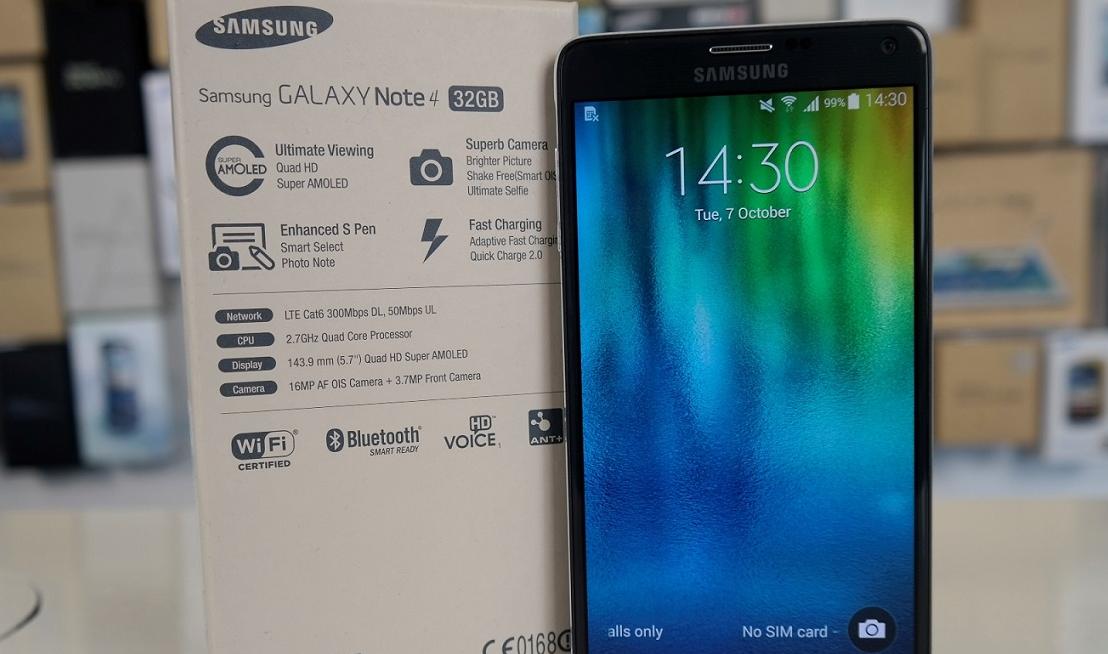 SAMSUNG
Samsung GALAXY Note 4 32GB
SUPER
AMOLED
Ultimate Viewing
Quad HD
Super AMOLED
Superb Camera
Brighter Picture
Shake Free(Smart OIS
Ultimate Selfie
Enhanced S Pen
Smart Select
Photo Note
Fast Charging
Adaptive Fast Chargin
Quick Charge 2.0
Network LTE Cat6 300Mbps DL, 50Mbps UL
CPU 2.7GHz Quad Core Processor
Display 143.9 mm (5.7") Quad HD Super AMOLED
Camera 16MP AF OIS Camera + 3.7MP Front Camera
Wi Fi®
CERTIFIED
Bluetooth®
SMART READY
HD™
VOICE
ANT+
CE0168
SAMSUNG
99% 14:30
14:30
Tue, 7 October
alls only No SIM card -